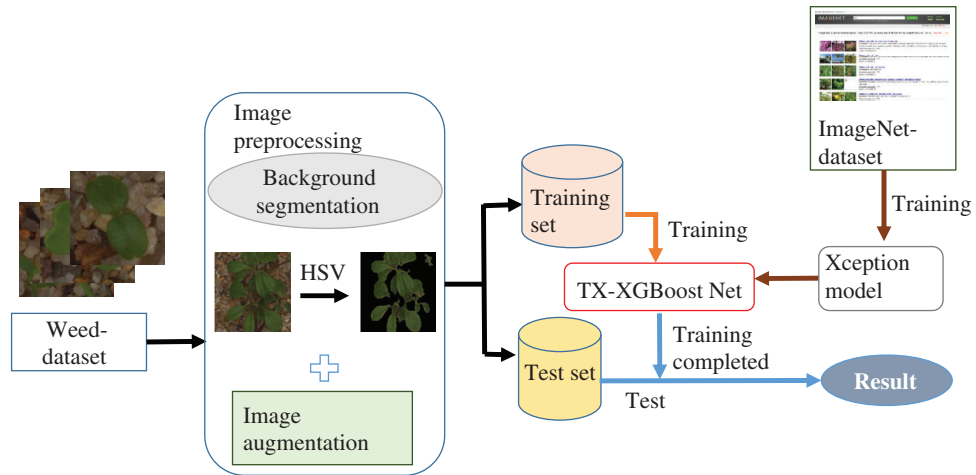 Image
preprocessing
Background
segmentation
HSV
Image
augmentation
Weed-
dataset
Training
set
Test set
Training
TX-XGBoost Net
Training
completed
Test
Result
IMAGENET
ImageNet-
dataset
Training
Xception
model